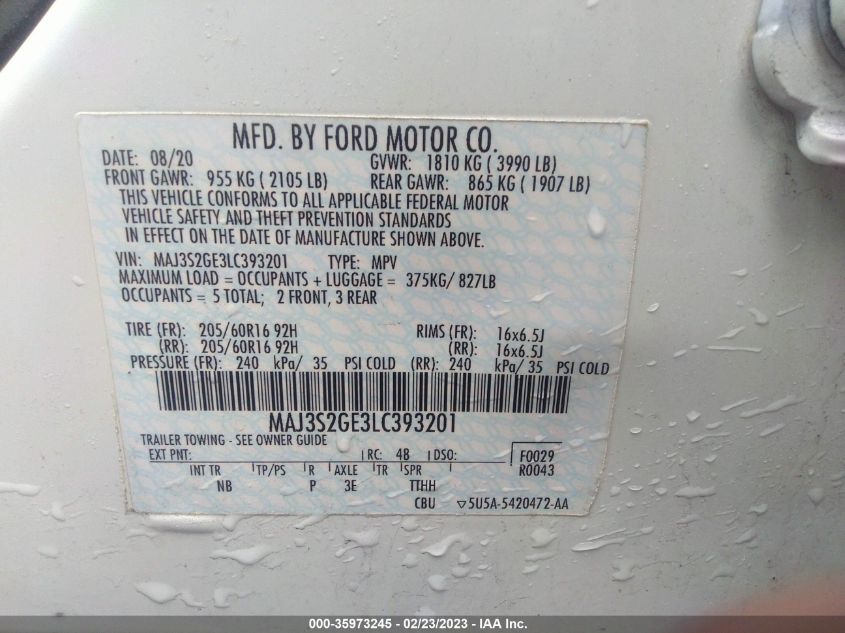 MFD. BY FORD MOTOR CO.
DATE: 08/20 GVWR: 1810 KG ( 3990 LB)
FRONT GAWR: 955 KG ( 2105 LB) REAR GAWR: 865 KG ( 1907 LB)
THIS VEHICLE CONFORMS TO ALL APPLICABLE FEDERAL MOTOR
VEHICLE SAFETY AND THEFT PREVENTION STANDARDS
IN EFFECT ON THE DATE OF MANUFACTURE SHOWN ABOVE.
VIN: MAJ3S2GE3LC393201 TYPE: MPV
MAXIMUM LOAD = OCCUPANTS + LUGGAGE = 375KG/ 827LB
OCCUPANTS = 5 TOTAL; 2 FRONT, 3 REAR
TIRE (FR): 205/60R16 92H RIMS (FR): 16x6.5J
(RR): 205/60R16 92H (RR): 16x6.5J
PRESSURE (FR): 240 kPa/ 35 PSI COLD (RR): 240 kPa/ 35 PSI COLD
MAJ3S2GE3LC393201
TRAILER TOWING - SEE OWNER GUIDE
EXT PNT: RC: 48 DSO: F0029
INT TR TP/PS R AXLE TR SPR R0043
NB P 3E TTHH
CBU ▽5U5A-5420472-AA
000-35973245 - 02/23/2023 - IAA Inc.